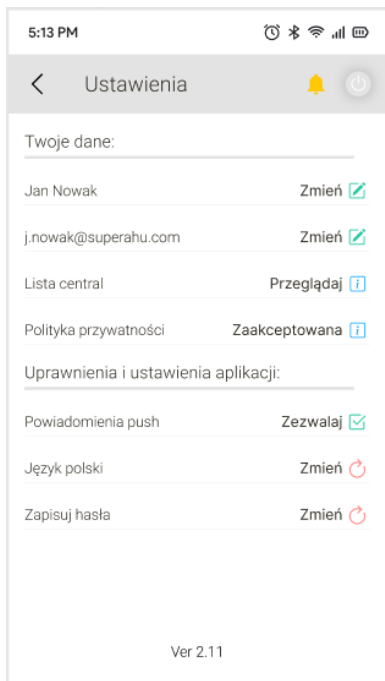 5:13 PM
Ustawienia
Twoje dane:
Jan Nowak Zmień
j.nowak@superahu.com Zmień
Lista central Przeglądaj
Polityka prywatności Zaakceptowana
Uprawnienia i ustawienia aplikacji:
Powiadomienia push Zezwalaj
Język polski Zmień
Zapisuj hasła Zmień
Ver 2.11